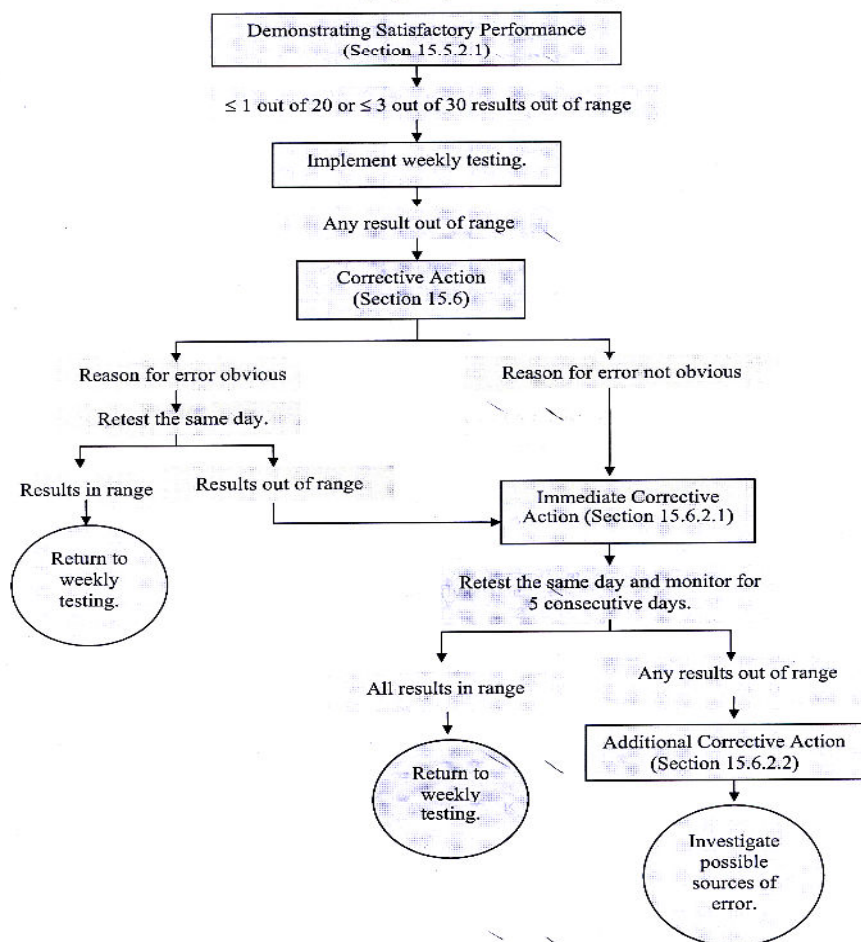 Demonstrating Satisfactory Performance
(Section 15.5.2.1)
≤ 1 out of 20 or ≤ 3 out of 30 results out of range
Implement weekly testing.
Any result out of range
Corrective Action
(Section 15.6)
Reason for error obvious
Reason for error not obvious
Retest the same day.
Results in range
Results out of range
Immediate Corrective
Action (Section 15.6.2.1)
Return to
weekly
testing.
Retest the same day and monitor for
5 consecutive days.
All results in range
Any results out of range
Additional Corrective Action
(Section 15.6.2.2)
Return to
weekly
testing.
Investigate
possible
sources of
error.